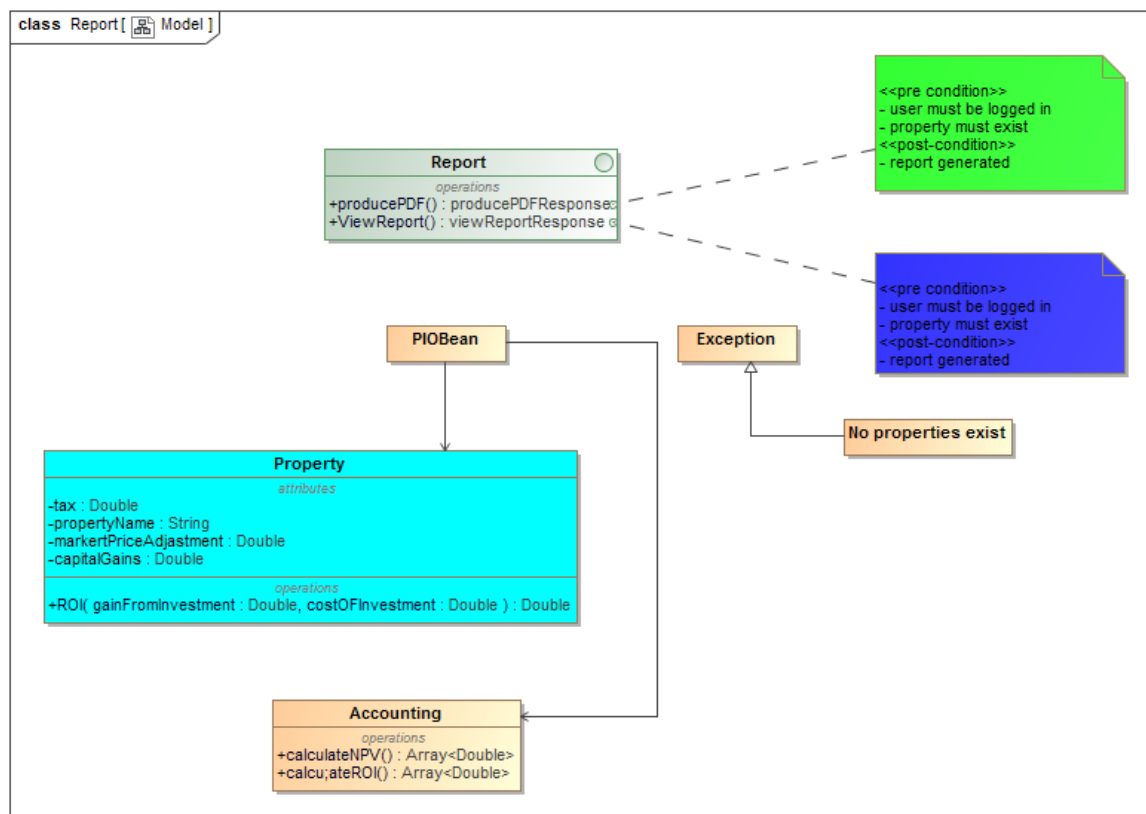 class Report [ Model ]
<<pre condition>>
- user must be logged in
- property must exist
<<post-condition>>
- report generated
Report
operations
+producePDF() : producePDFResponse
+ViewReport() : viewReportResponse
<<pre condition>>
- user must be logged in
- property must exist
<<post-condition>>
- report generated
PIOBean
Exception
No properties exist
Property
attributes
-tax : Double
-propertyName : String
-markertPriceAdjastment : Double
-capitalGains : Double
operations
+ROI( gainFromInvestment : Double, costOFInvestment : Double ) : Double
Accounting
operations
+calculateNPV() : Array<Double>
+calcu;ateROI() : Array<Double>